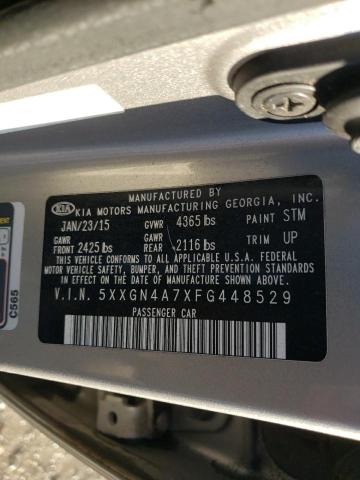 MANUFACTURED BY
KIA KIA MOTORS MANUFACTURING GEORGIA, INC.
JAN/23/15 GVWR 4365 lbs PAINT STM
GAWR FRONT 2425 lbs GAWR REAR 2116 lbs TRIM UP
THIS VEHICLE CONFORMS TO ALL APPLICABLE U.S.A. FEDERAL
MOTOR VEHICLE SAFETY, BUMPER, AND THEFT PREVENTION STANDARDS
IN EFFECT ON THE DATE OF MANUFACTURE SHOWN ABOVE.
V.I.N. 5XXGN4A7XFG448529
PASSENGER CAR
C565